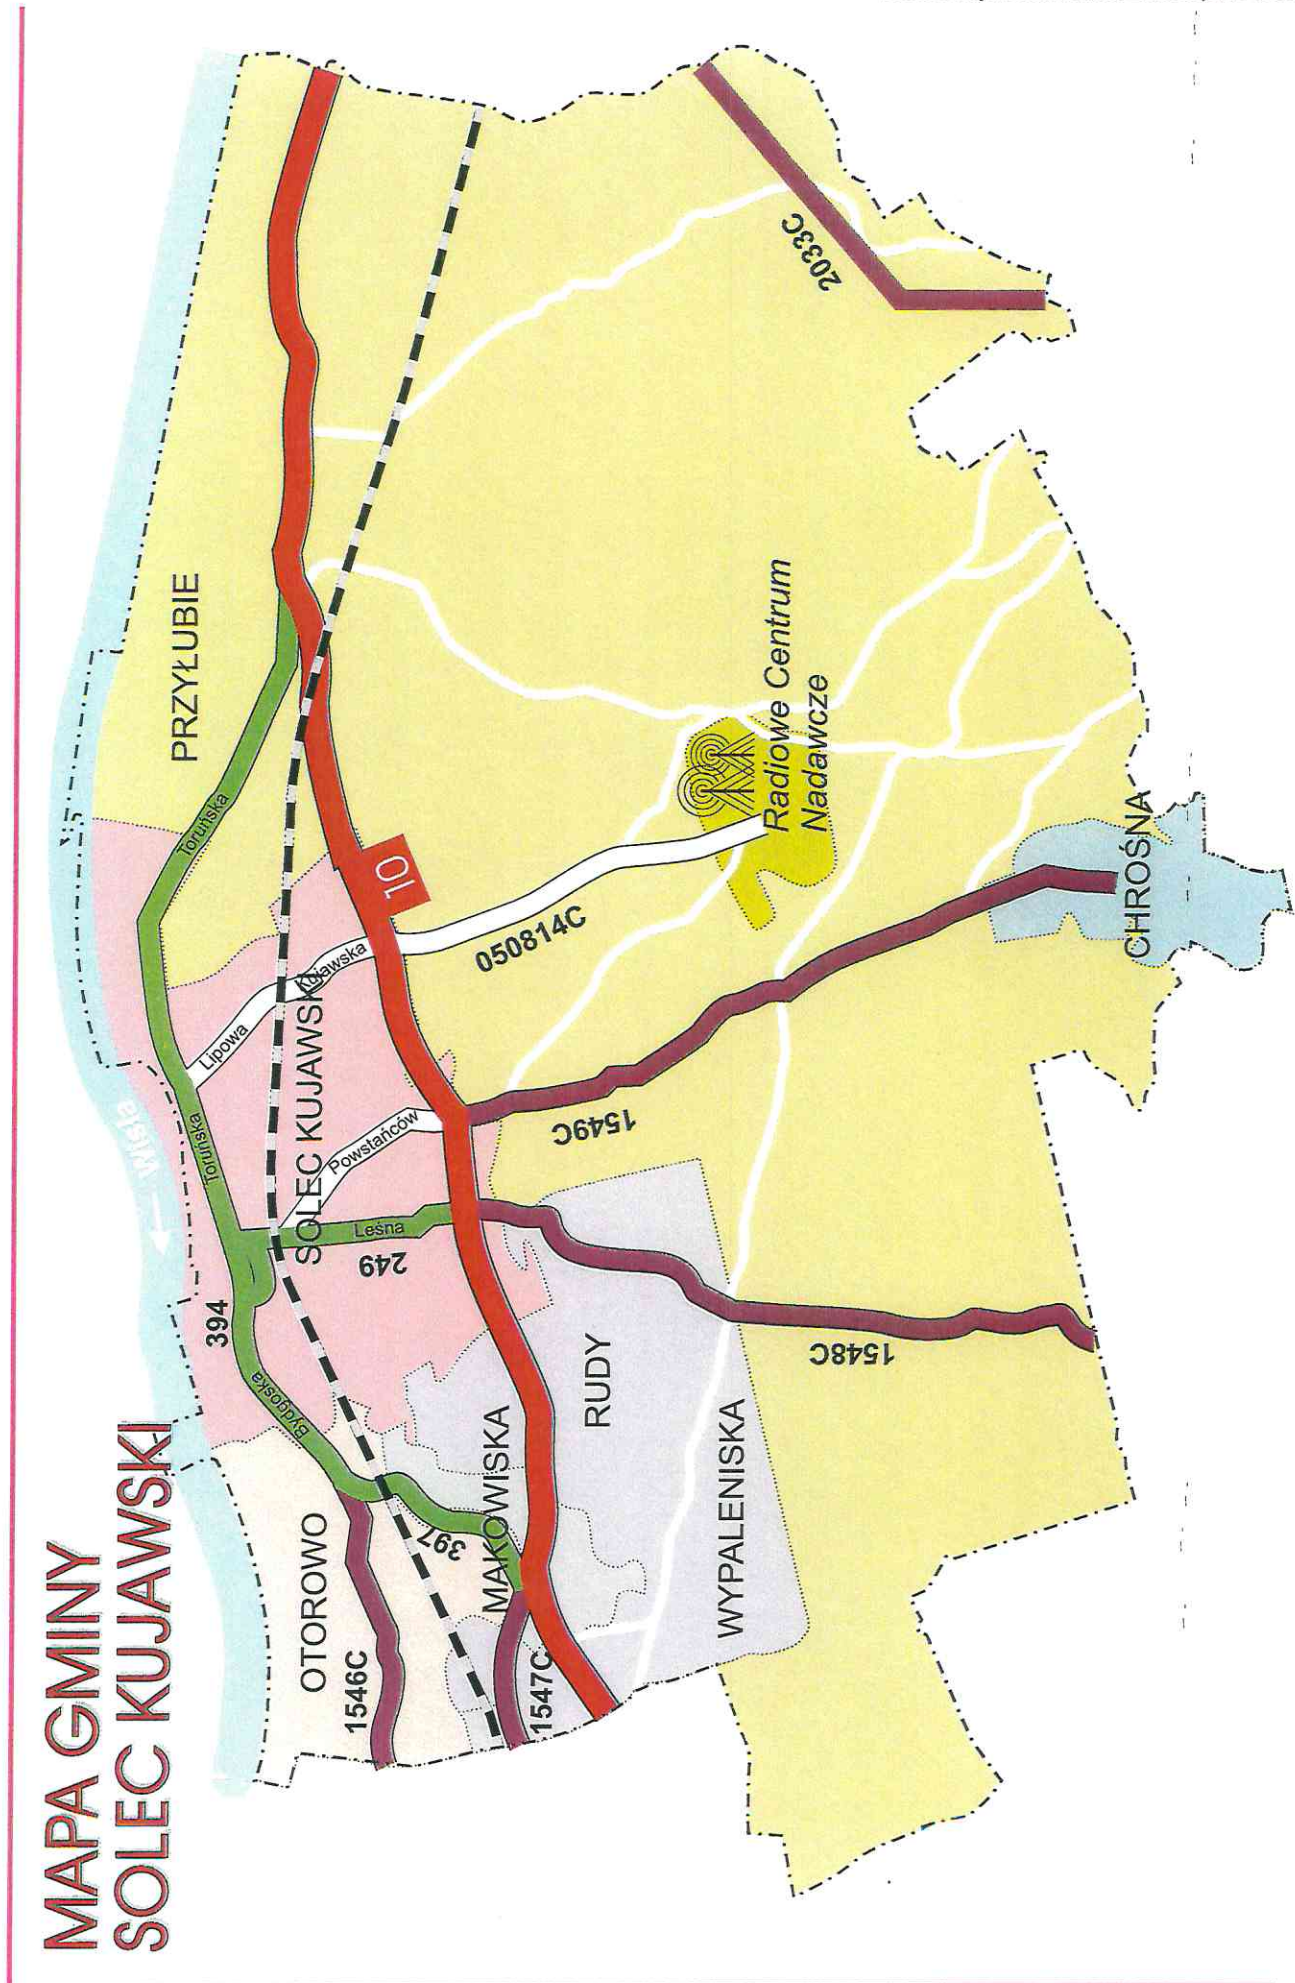 MAPA GMINY
SOLEC KUJAWSKI
← Wisła
PRZYŁUBIE
OTOROWO
394
Toruńska
Toruńska
Bydgoska
Lipowa
Kujawska
SOLEC KUJAWSKI
Powstańców
Leśna
249
10
1546C
397
MAKOWISKA
1547C
RUDY
WYPALENISKA
050814C
1549C
1548C
Radiowe Centrum
Nadawcze
2033C
CHROŚNA